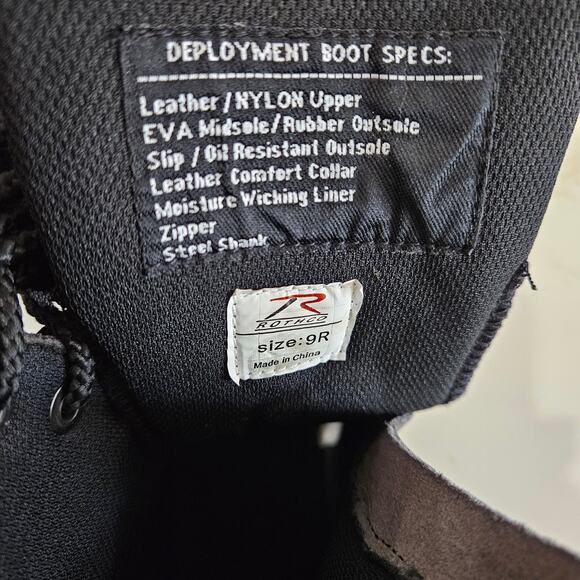 DEPLOYMENT BOOT SPECS:
Leather/NYLON Upper
EVA Midsole/Rubber Outsole
Slip / Oil Resistant Outsole
Leather Comfort Collar
Moisture Wicking Liner
Zipper
Steel Shank
R
ROTHCO
size:9R
Made in China